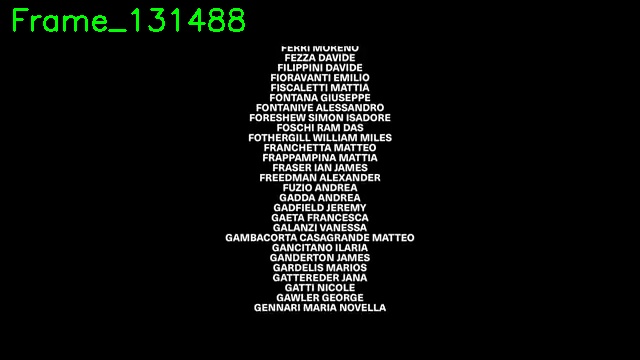 Frame_131488
FERRI MORENO
FEZZA DAVIDE
FILIPPINI DAVIDE
FIORAVANTI EMILIO
FISCALETTI MATTIA
FONTANA GIUSEPPE
FONTANIVE ALESSANDRO
FORESHEW SIMON ISADORE
FOSCHI RAM DAS
FOTHERGILL WILLIAM MILES
FRANCHETTA MATTEO
FRAPPAMPINA MATTIA
FRASER IAN JAMES
FREEDMAN ALEXANDER
FUZIO ANDREA
GADDA ANDREA
GADFIELD JEREMY
GAETA FRANCESCA
GALANZI VANESSA
GAMBACORTA CASAGRANDE MATTEO
GANCITANO ILARIA
GANDERTON JAMES
GARDELIS MARIOS
GATTEREDER JANA
GATTI NICOLE
GAWLER GEORGE
GENNARI MARIA NOVELLA